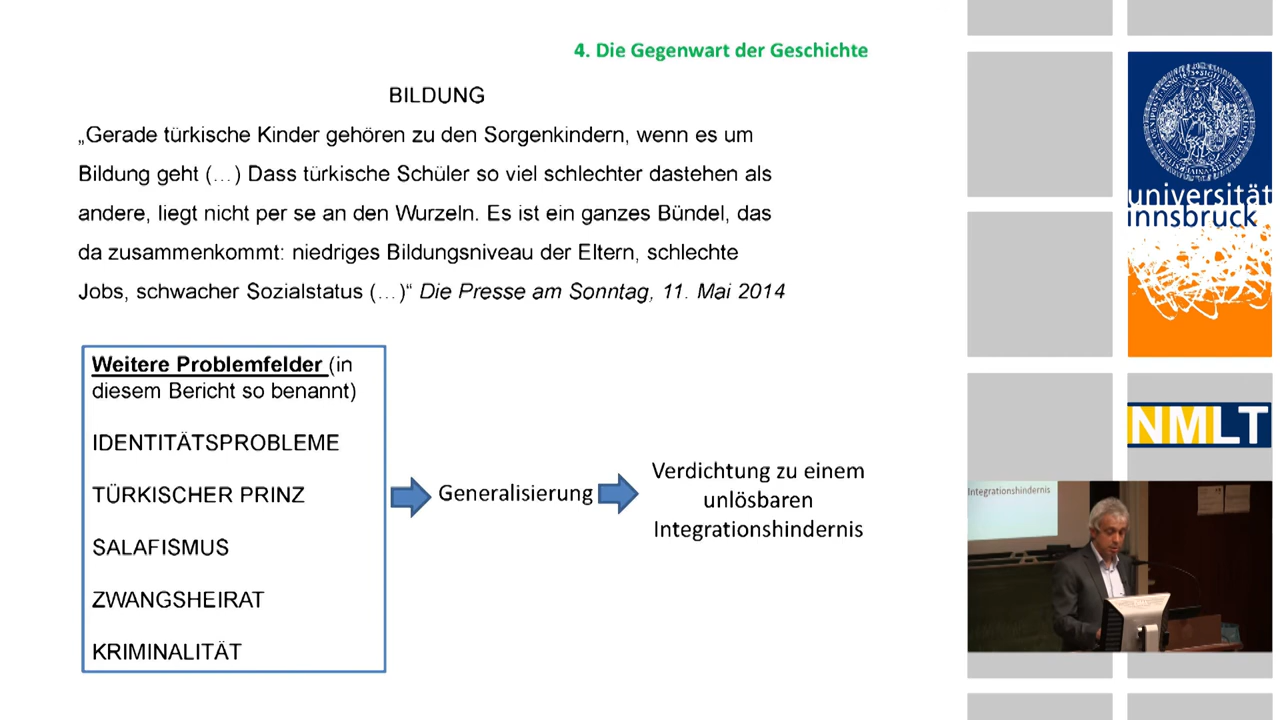 4. Die Gegenwart der Geschichte
BILDUNG
„Gerade türkische Kinder gehören zu den Sorgenkindern, wenn es um
Bildung geht (…) Dass türkische Schüler so viel schlechter dastehen als
andere, liegt nicht per se an den Wurzeln. Es ist ein ganzes Bündel, das
da zusammenkommt: niedriges Bildungsniveau der Eltern, schlechte
Jobs, schwacher Sozialstatus (…)“ Die Presse am Sonntag, 11. Mai 2014
Weitere Problemfelder (in
diesem Bericht so benannt)
IDENTITÄTSPROBLEME
TÜRKISCHER PRINZ
SALAFISMUS
ZWANGSHEIRAT
KRIMINALITÄT
Generalisierung
Verdichtung zu einem
unlösbaren
Integrationshindernis
universität
innsbruck
NMLT
Integrationshindernis